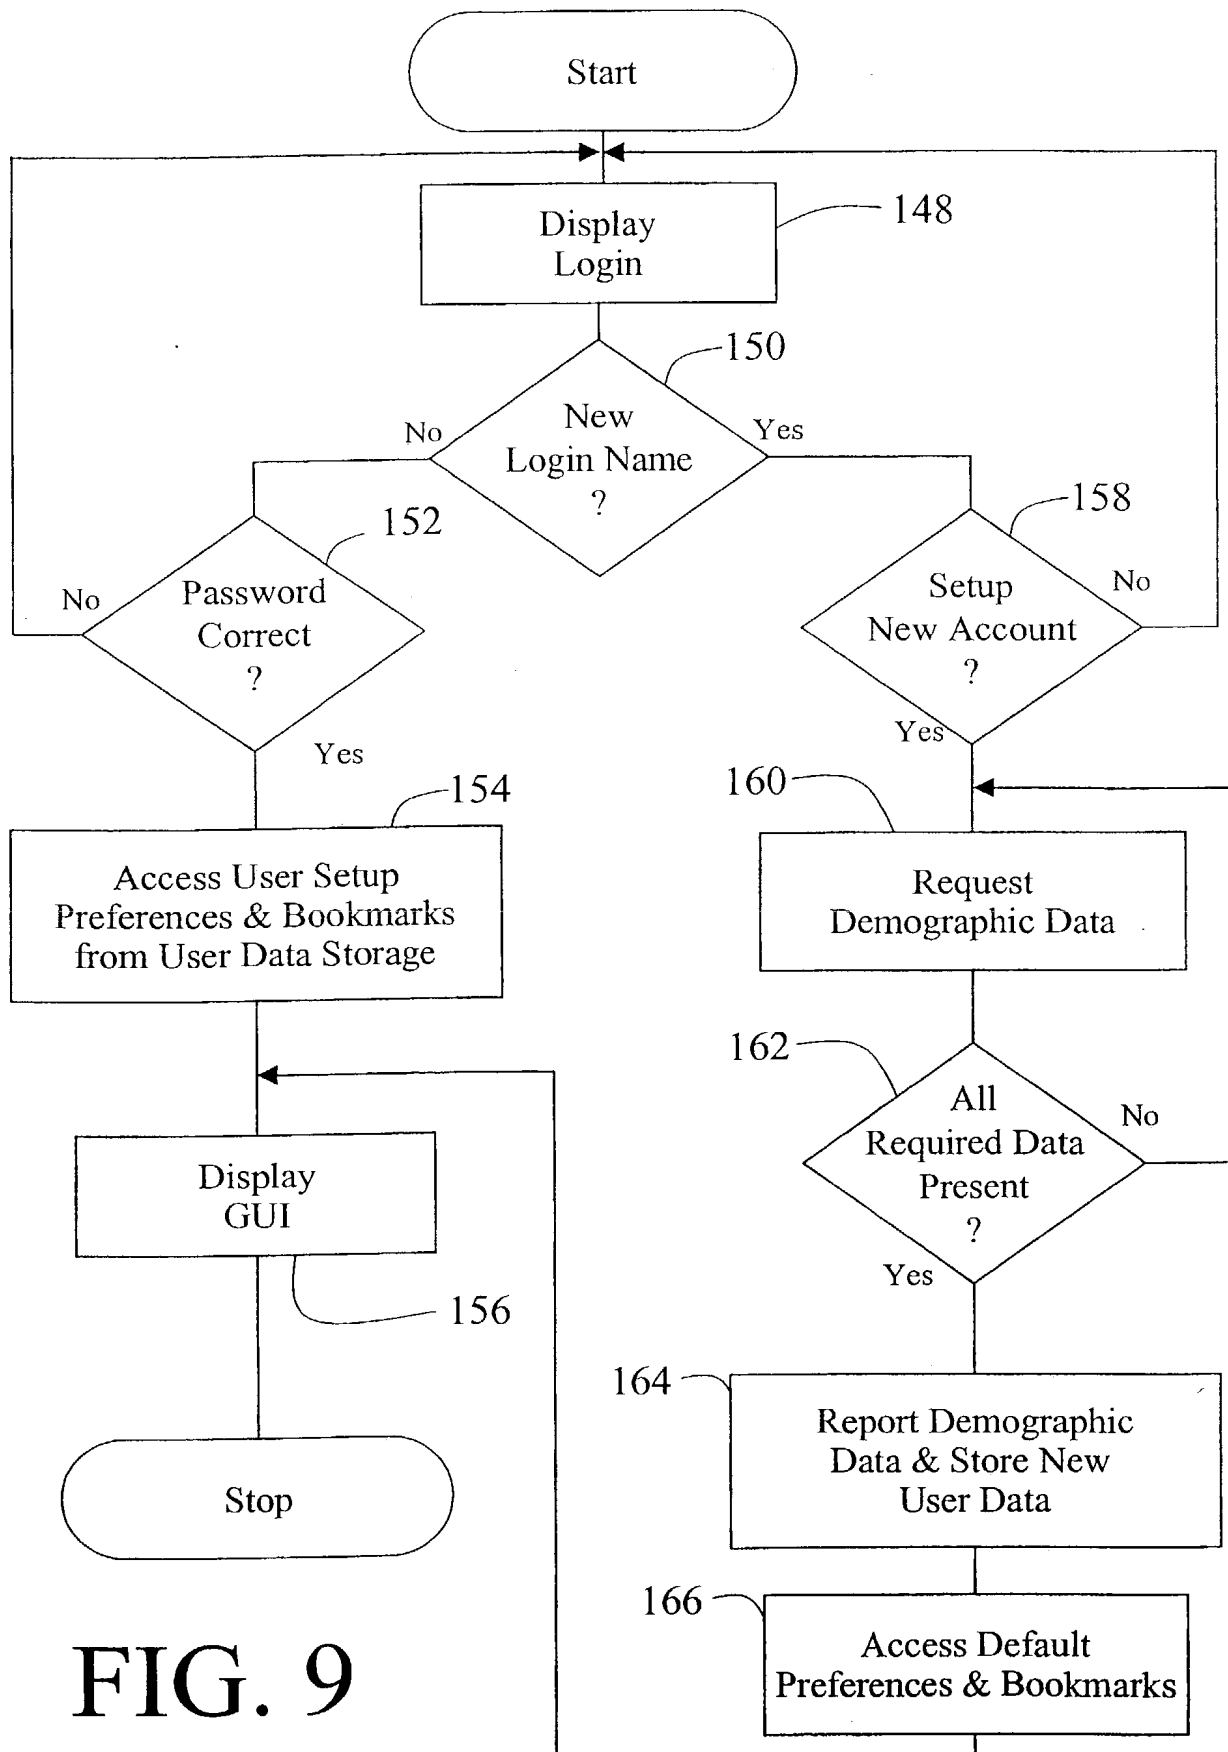 Start
148
Display
Login
150
No
New
Login Name
?
Yes
152
158
No
Password
Correct
?
Yes
Setup
New Account
?
No
Yes
154
160
Access User Setup
Preferences & Bookmarks
from User Data Storage
Request
Demographic Data
162
All
Required Data
Present
?
No
Yes
Display
GUI
156
164
Report Demographic
Data & Store New
User Data
Stop
166
Access Default
Preferences & Bookmarks
FIG. 9